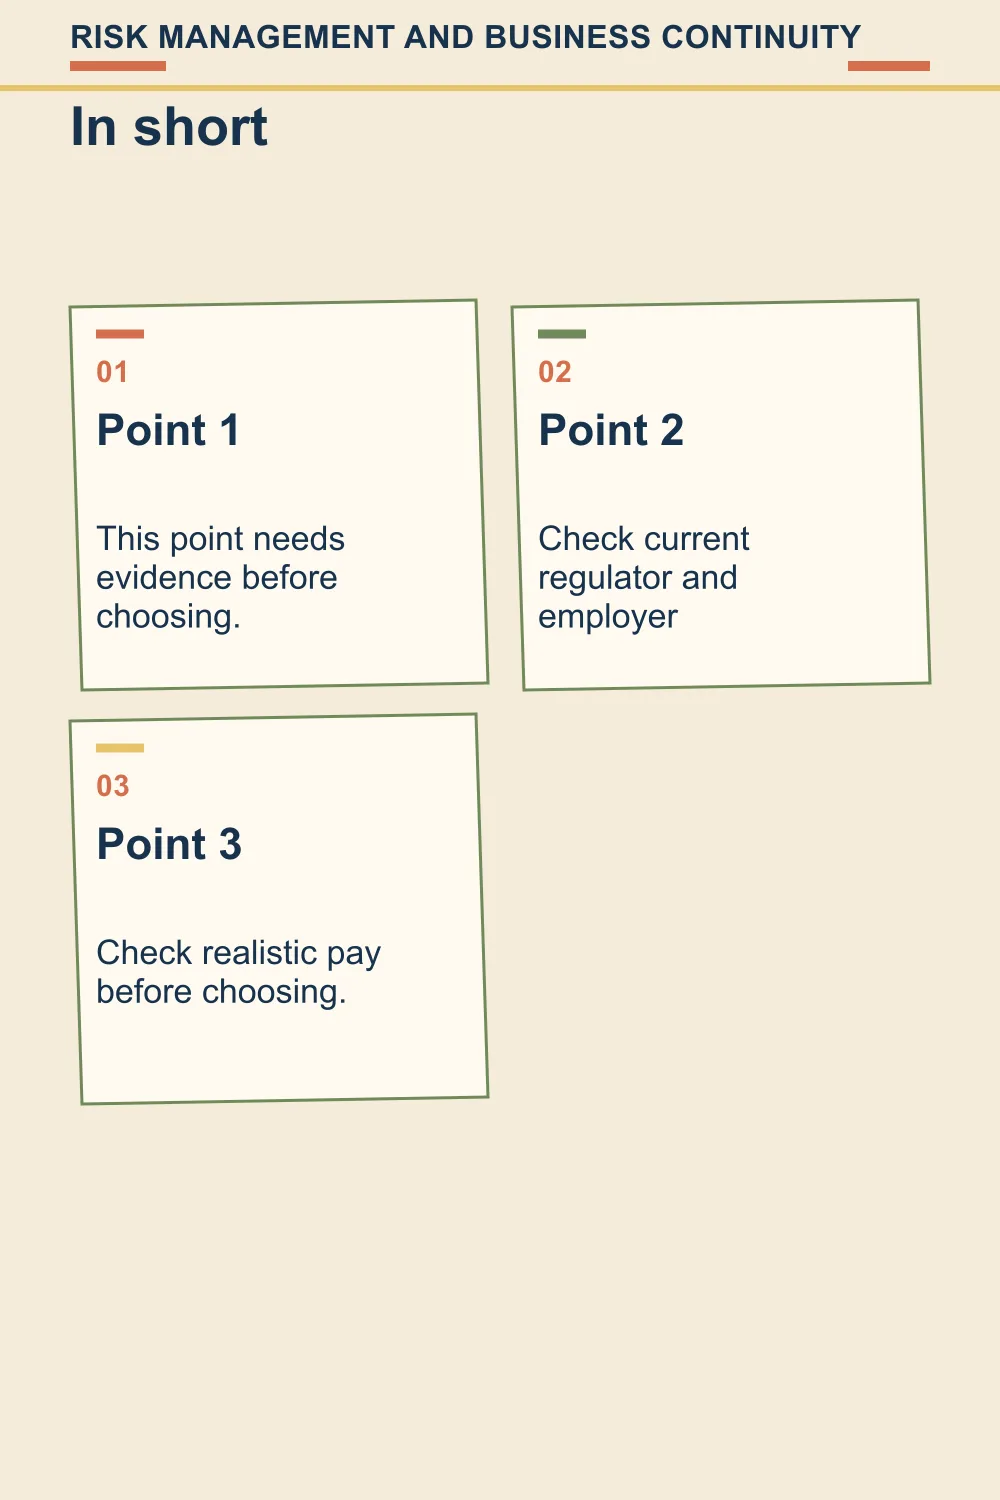 RISK MANAGEMENT AND BUSINESS CONTINUITY
In short
01
Point 1
This point needs
evidence before
choosing.
02
Point 2
Check current
regulator and
employer
03
Point 3
Check realistic pay
before choosing.